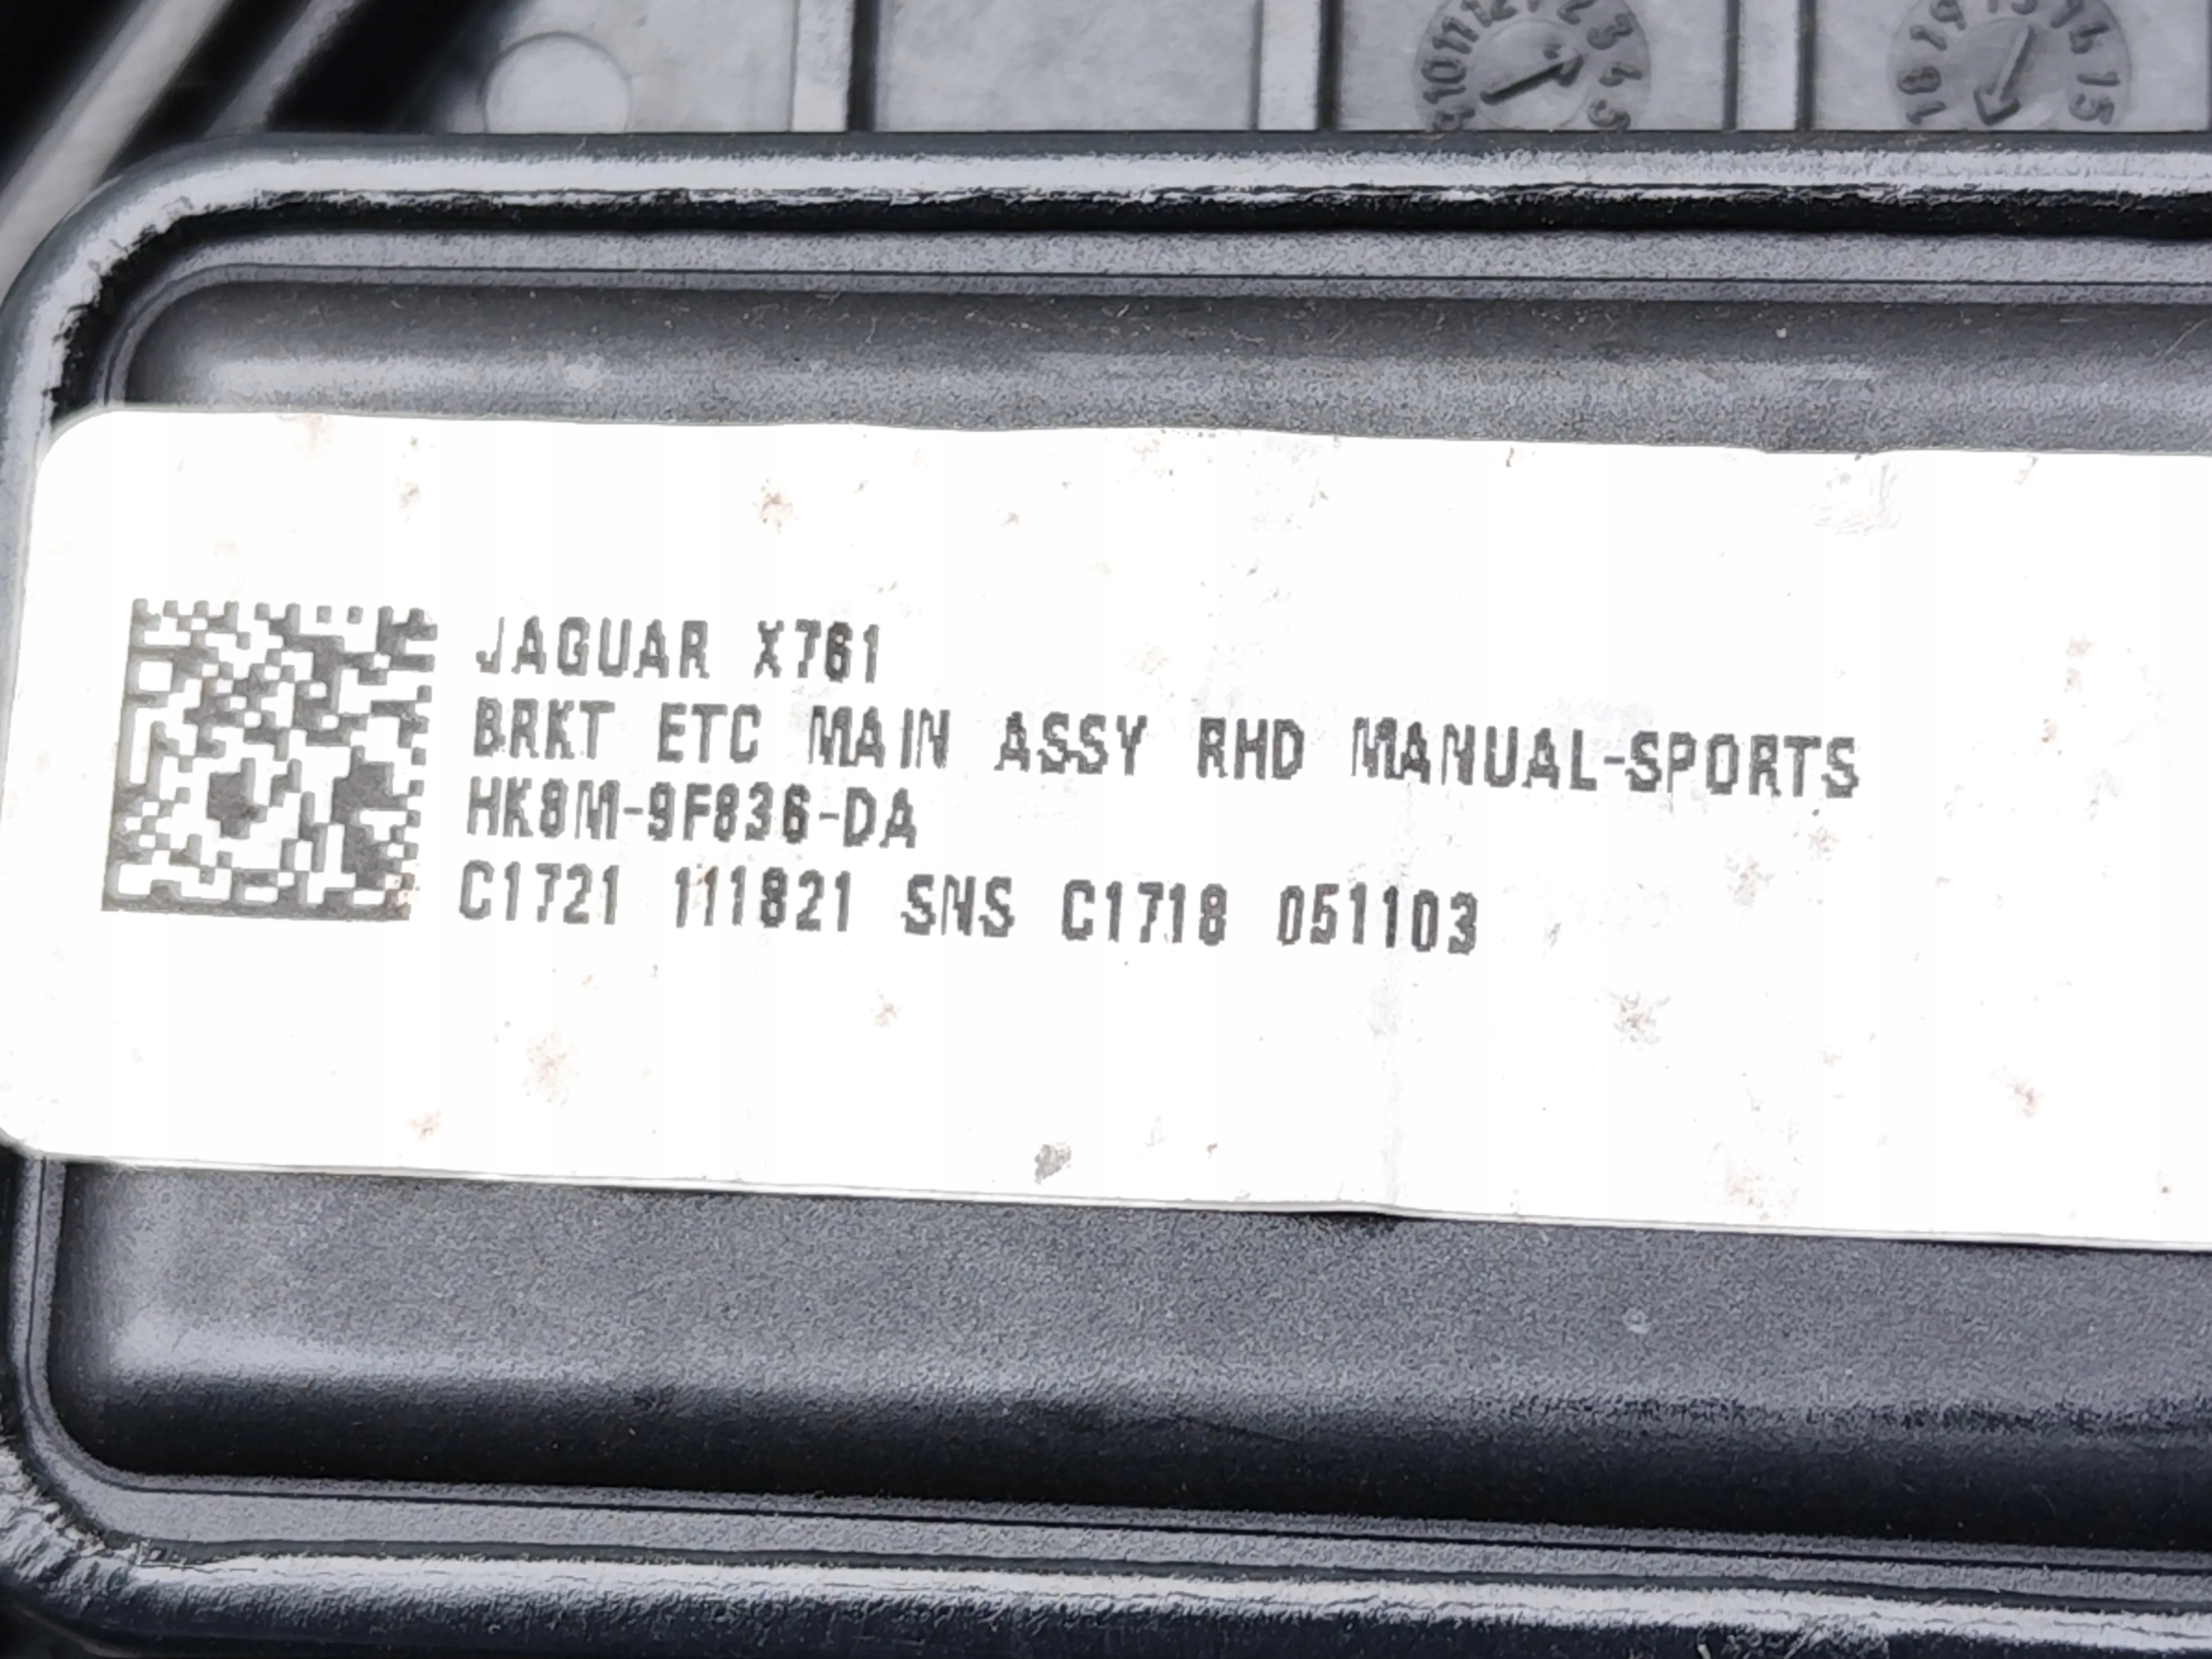 JAGUAR X761
BRKT ETC MAIN ASSY RHD MANUAL-SPORTS
HK8M-9F836-DA
C1721 111821 SNS C1718 051103